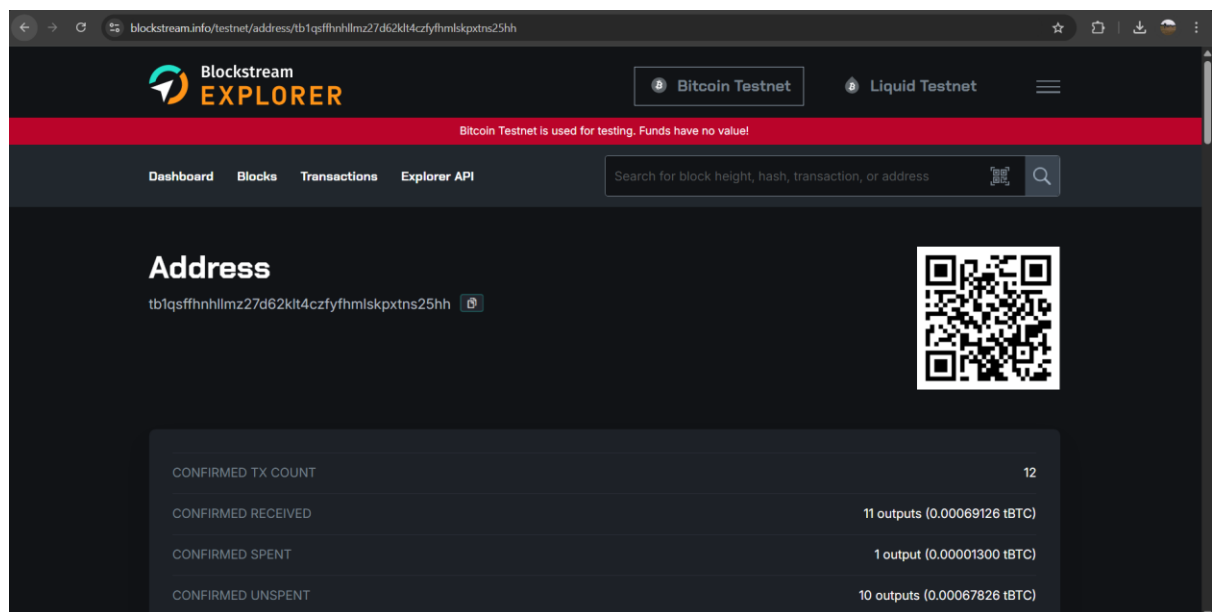 blockstream.info/testnet/address/tb1qsffhnhllmz27d62klt4czfyfhmlskpxtns25hh
Blockstream
EXPLORER
Bitcoin Testnet
Liquid Testnet
Bitcoin Testnet is used for testing. Funds have no value!
Dashboard Blocks Transactions Explorer API
Search for block height, hash, transaction, or address
Address
tb1qsffhnhllmz27d62klt4czfyfhmlskpxtns25hh
CONFIRMED TX COUNT 12
CONFIRMED RECEIVED 11 outputs (0.00069126 tBTC)
CONFIRMED SPENT 1 output (0.00001300 tBTC)
CONFIRMED UNSPENT 10 outputs (0.00067826 tBTC)